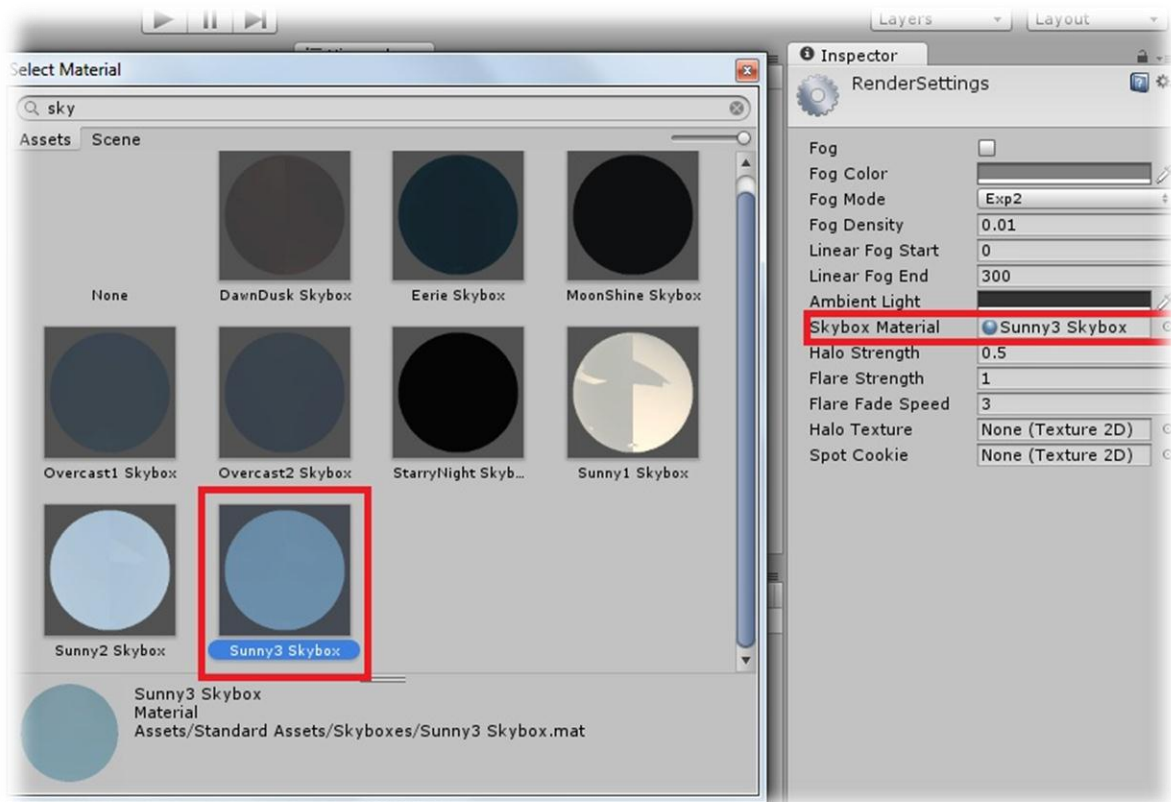 Layers
Layout
Select Material
sky
Assets Scene
None
DawnDusk Skybox
Eerie Skybox
MoonShine Skybox
Overcast1 Skybox
Overcast2 Skybox
StarryNight Skyb...
Sunny1 Skybox
Sunny2 Skybox
Sunny3 Skybox
Sunny3 Skybox
Material
Assets/Standard Assets/Skyboxes/Sunny3 Skybox.mat
Inspector
RenderSettings
Fog
Fog Color
Fog Mode Exp2
Fog Density 0.01
Linear Fog Start 0
Linear Fog End 300
Ambient Light
Skybox Material Sunny3 Skybox
Halo Strength 0.5
Flare Strength 1
Flare Fade Speed 3
Halo Texture None (Texture 2D)
Spot Cookie None (Texture 2D)